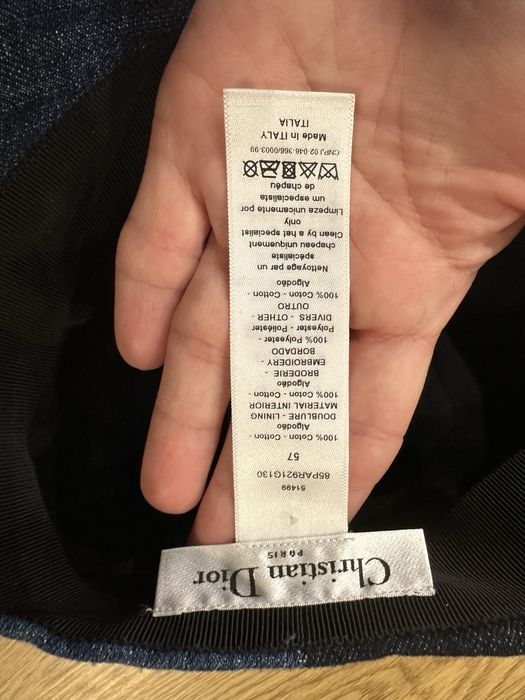 Christian Dior
PARIS
51499
85PAR921G130
57
100% Coton - Cotton -
Algodão
DOUBLURE - LINING -
MATERIAL INTERIOR
100% Coton - Cotton -
Algodão
BRODERIE -
- EMBROIDERY -
BORDADO
100% Polyester -
Polyester - Poliéster
DIVERS - OTHER -
OUTRO
100% Coton - Cotton -
Algodão
Nettoyage par un
spécialiste
chapeau uniquement
Clean by a hat specialist
only
Limpeza unicamente por
um especialista
de chapéu
CNPJ 02.046.366/0003-99
Made in ITALY
ITALIA